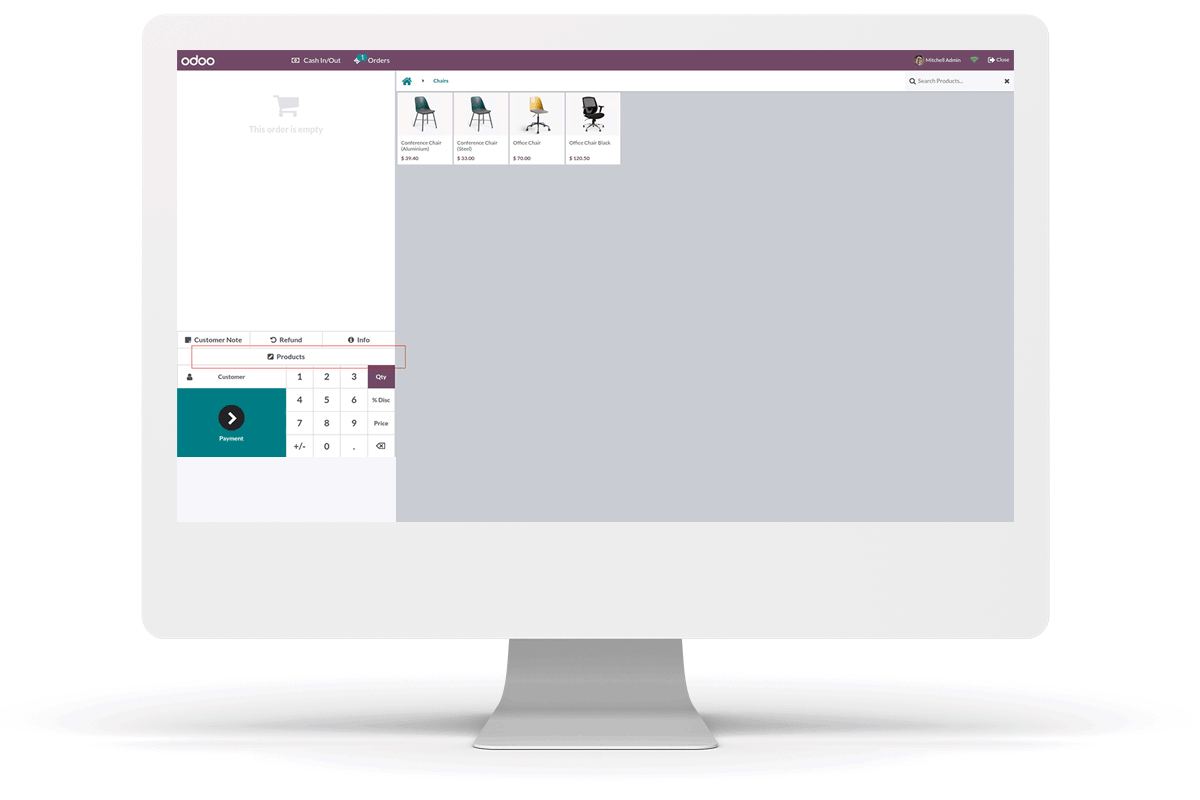 odoo
Cash In/Out
1
Orders
Mitchell Admin
Close
Chairs
Search Products...
This order is empty
Conference Chair
(Aluminium)
$ 39.40
Conference Chair
(Steel)
$ 33.00
Office Chair
$ 70.00
Office Chair Black
$ 120.50
Customer Note
Refund
Info
Products
Customer
1 2 3 Qty
4 5 6 % Disc
Payment
7 8 9 Price
+/- 0 .